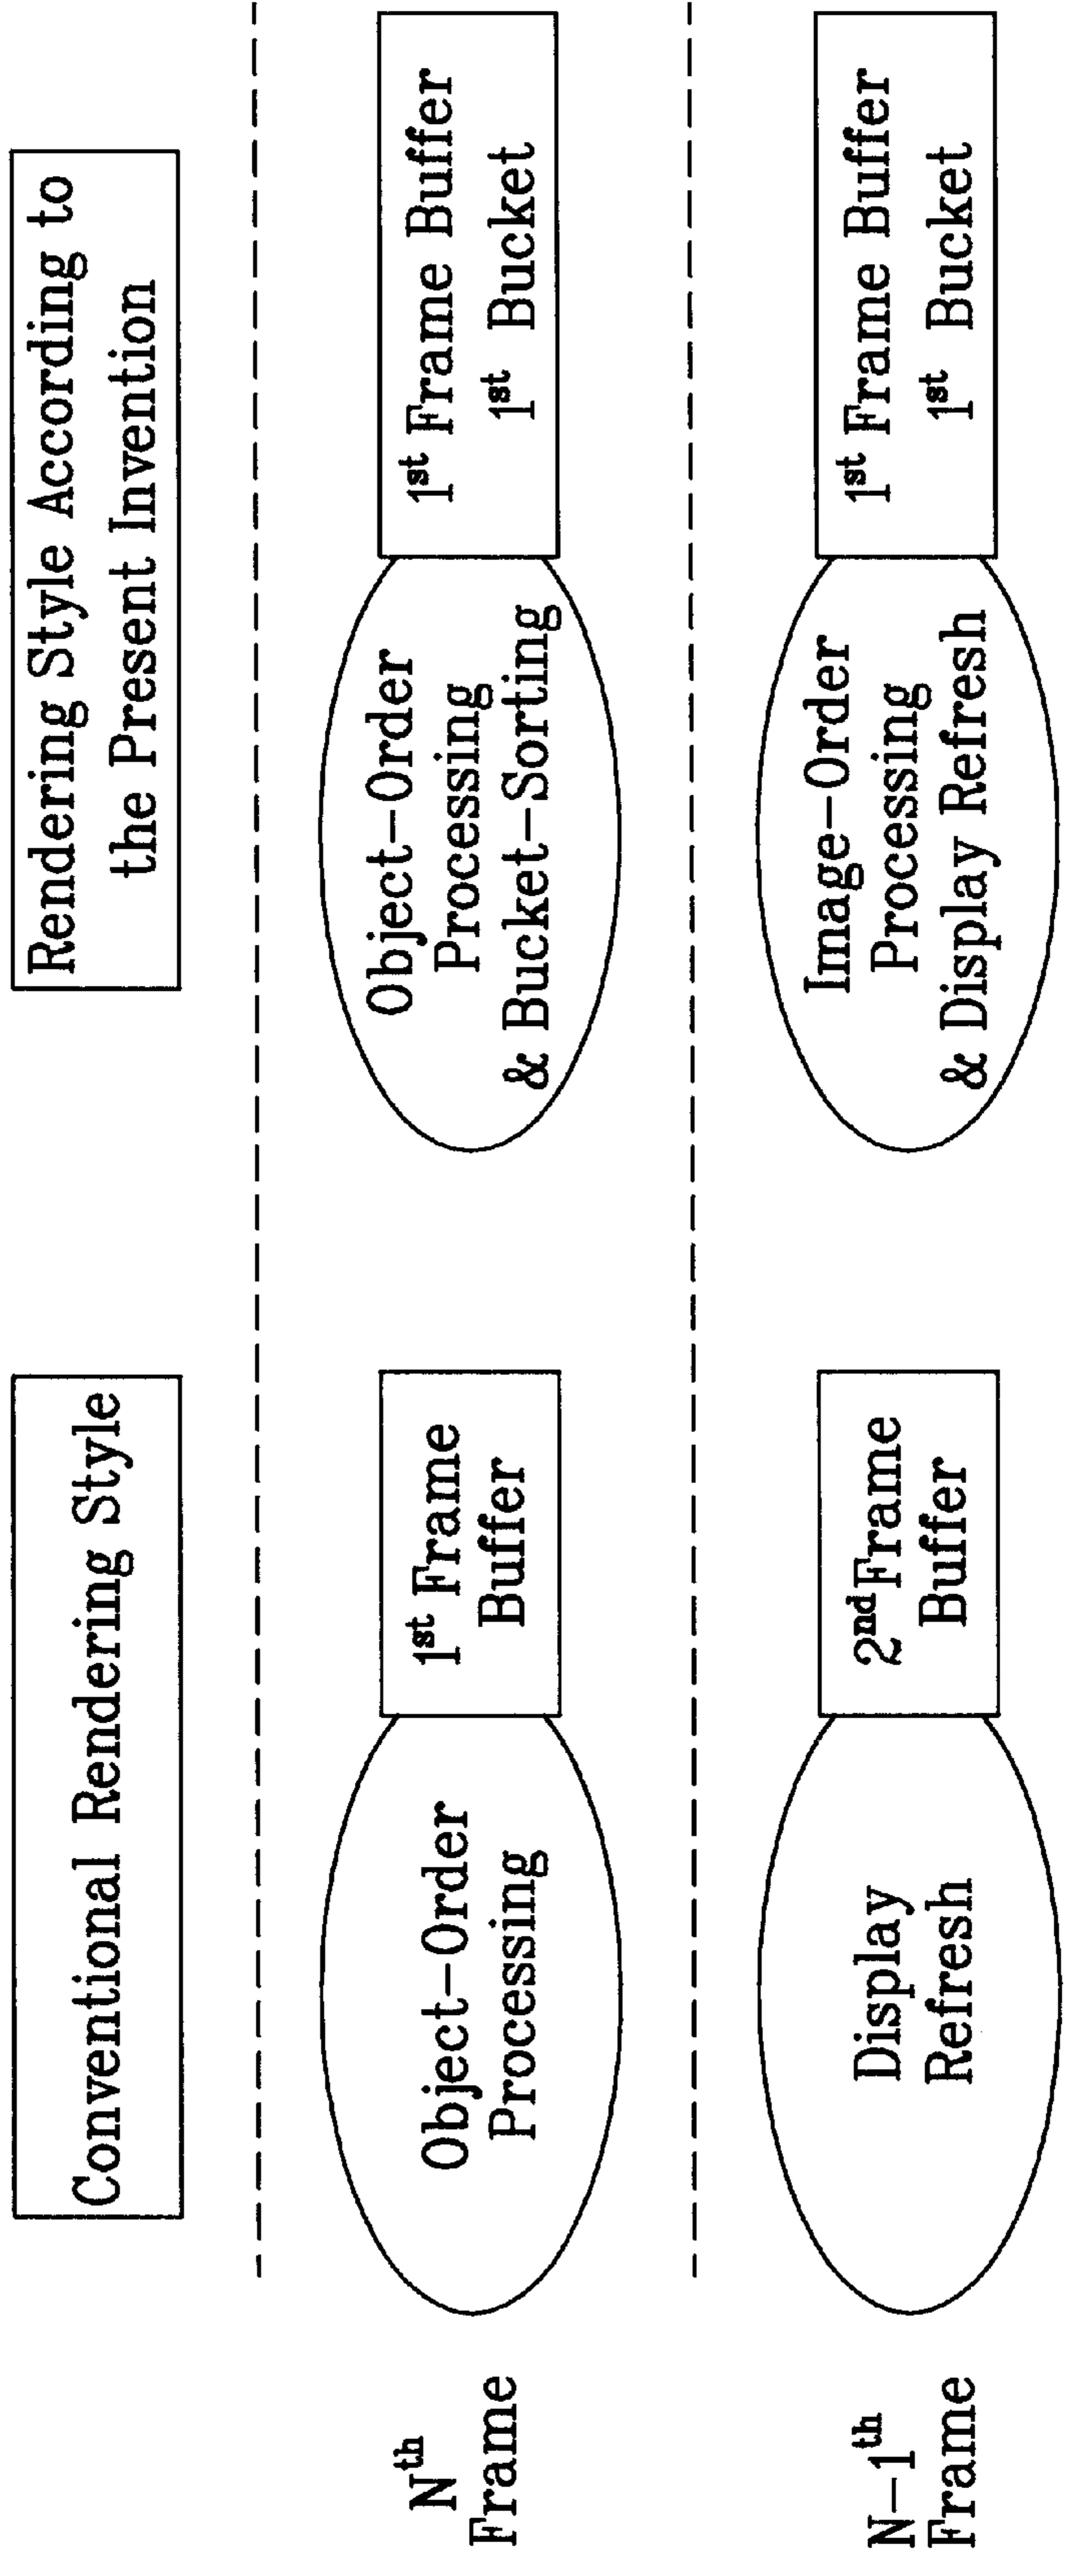 Conventional Rendering Style
Rendering Style According to
the Present Invention
Nth
Frame
Object-Order
Processing
1st Frame
Buffer
Object-Order
Processing
& Bucket-Sorting
1st Frame Buffer
1st Bucket
N-1th
Frame
Display
Refresh
2nd Frame
Buffer
Image-Order
Processing
& Display Refresh
1st Frame Buffer
1st Bucket